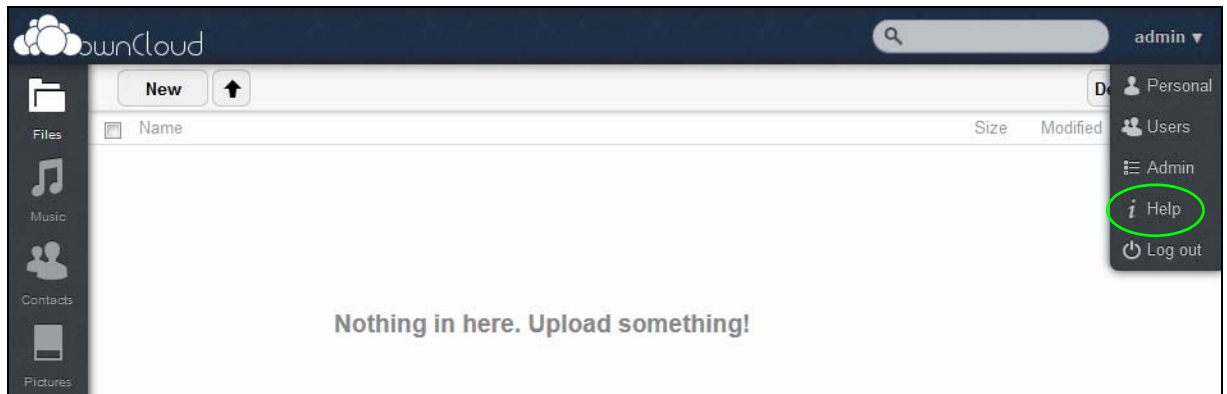 ownCloud
admin ▼
New
De
Personal
Name
Size
Modified
Users
Files
Admin
Music
Help
Log out
Contacts
Nothing in here. Upload something!
Pictures